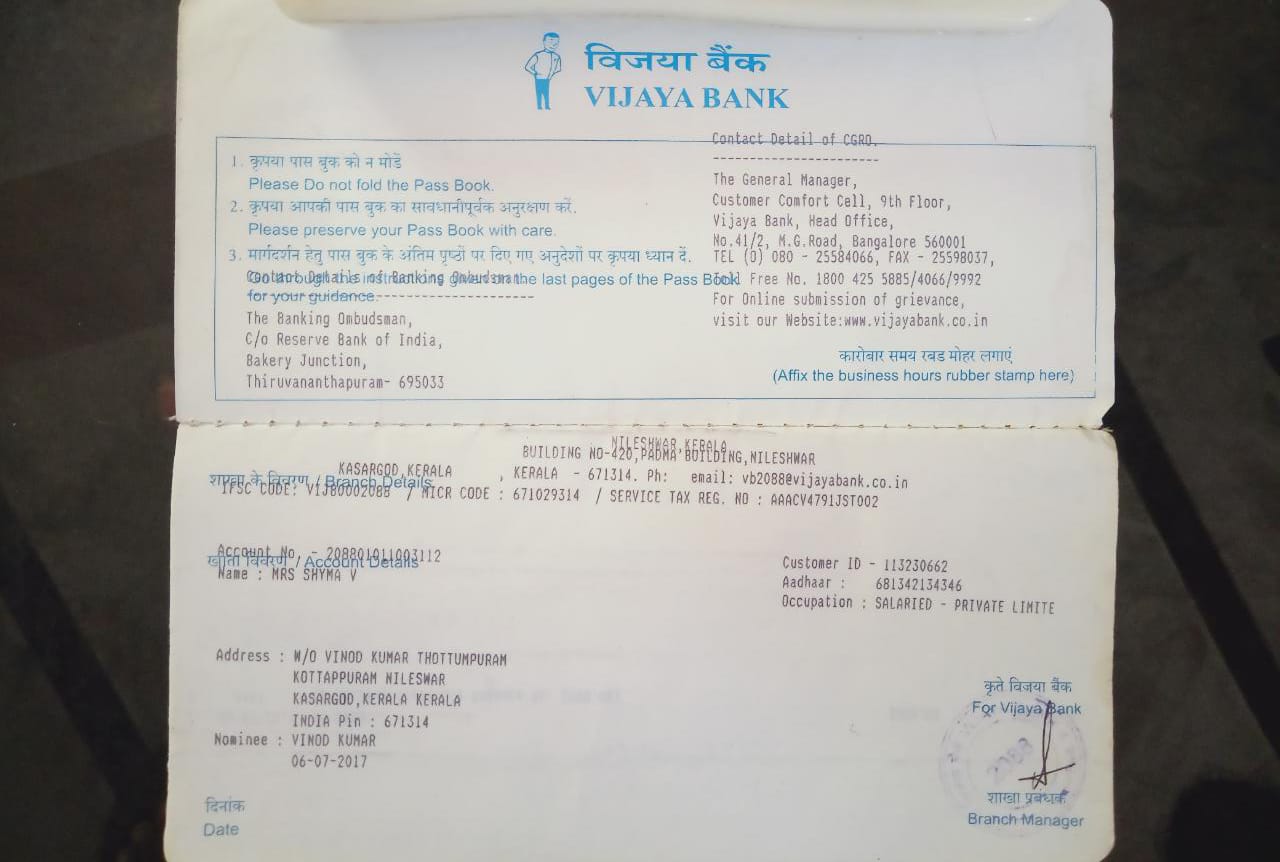 विजया बैंक
VIJAYA BANK
1. कृपया पास बुक को न मोडें
Please Do not fold the Pass Book.
2. कृपया आपकी पास बुक का सावधानीपूर्वक अनुरक्षण करें.
Please preserve your Pass Book with care.
3. मार्गदर्शन हेतु पास बुक के अंतिम पृष्ठों पर दिए गए अनुदेशों पर कृपया ध्यान दें.
Go through the instructions given on the last pages of the Pass Book
for your guidance.
Contact Details of Banking Ombudsman
----------------------
The Banking Ombudsman,
C/o Reserve Bank of India,
Bakery Junction,
Thiruvananthapuram- 695033
Contact Detail of CGRO.
----------------------
The General Manager,
Customer Comfort Cell, 9th Floor,
Vijaya Bank, Head Office,
No.41/2, M.G.Road, Bangalore 560001
TEL (O) 080 - 25584066, FAX - 25598037,
Toll Free No. 1800 425 5885/4066/9992
For Online submission of grievance,
visit our Website:www.vijayabank.co.in
कारोबार समय रबड मोहर लगाएं
(Affix the business hours rubber stamp here)
NILESHWAR,KERALA
BUILDING NO-420,PADMA BUILDING,NILESHWAR
KASARGOD,KERALA , KERALA - 671314. Ph: email: vb2088@vijayabank.co.in
शाखा के विवरण / Branch Details
IFSC CODE: VIJB0002088 / MICR CODE : 671029314 / SERVICE TAX REG. NO : AAACV4791JST002
Account No. - 208801011003112
खाता विवरण / Account Details
Name : MRS SHYMA V
Customer ID - 113230662
Aadhaar : 681342134346
Occupation : SALARIED - PRIVATE LIMITE
Address : W/O VINOD KUMAR THOTTUMPURAM
KOTTAPPURAM NILESWAR
KASARGOD,KERALA KERALA
INDIA Pin : 671314
Nominee : VINOD KUMAR
06-07-2017
कृते विजया बैंक
For Vijaya Bank
2088
शाखा प्रबंधक
Branch Manager
दिनांक
Date